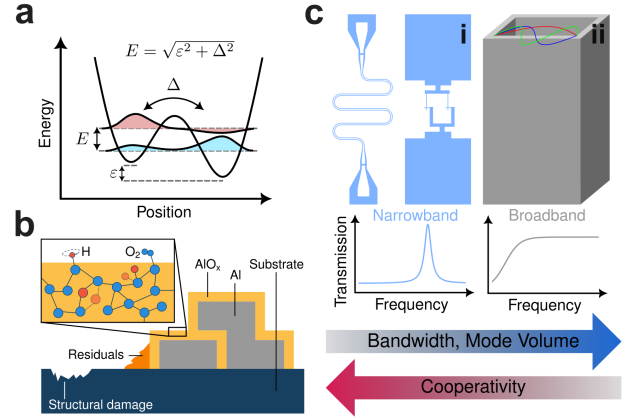 a
E = √ε² + Δ²
Δ
Energy
E
ε
Position
b
H
O₂
AlOₓ
Al
Substrate
Residuals
Structural damage
c
i
ii
Narrowband
Broadband
Transmission
Frequency
Frequency
Bandwidth, Mode Volume
Cooperativity